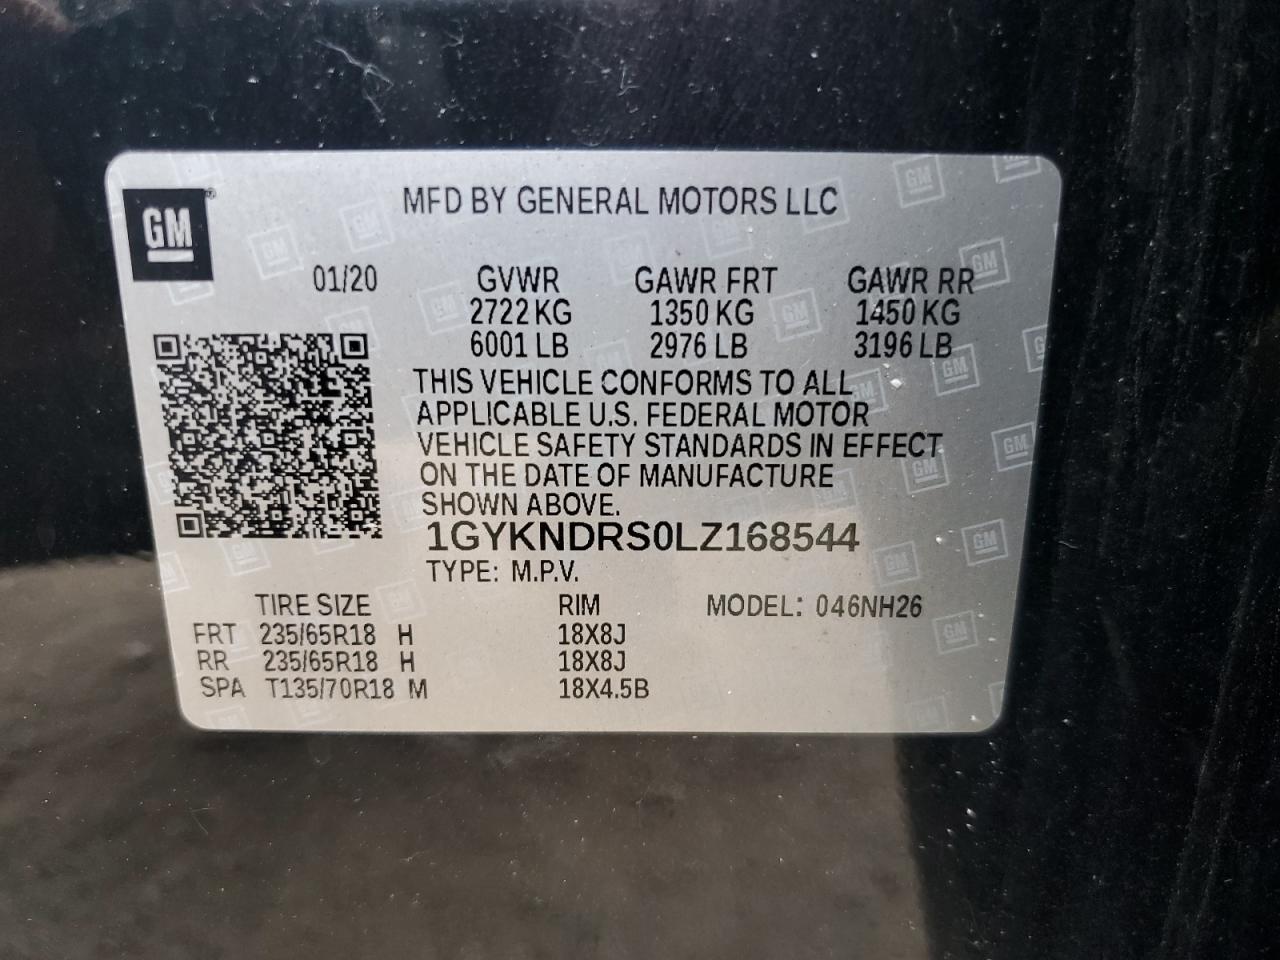 MFD BY GENERAL MOTORS LLC
GM
01/20 GVWR GAWR FRT GAWR RR
2722 KG 1350 KG 1450 KG
6001 LB 2976 LB 3196 LB
THIS VEHICLE CONFORMS TO ALL
APPLICABLE U.S. FEDERAL MOTOR
VEHICLE SAFETY STANDARDS IN EFFECT
ON THE DATE OF MANUFACTURE
SHOWN ABOVE.
1GYKNDRS0LZ168544
TYPE: M.P.V.
TIRE SIZE RIM MODEL: 046NH26
FRT 235/65R18 H 18X8J
RR 235/65R18 H 18X8J
SPA T135/70R18 M 18X4.5B